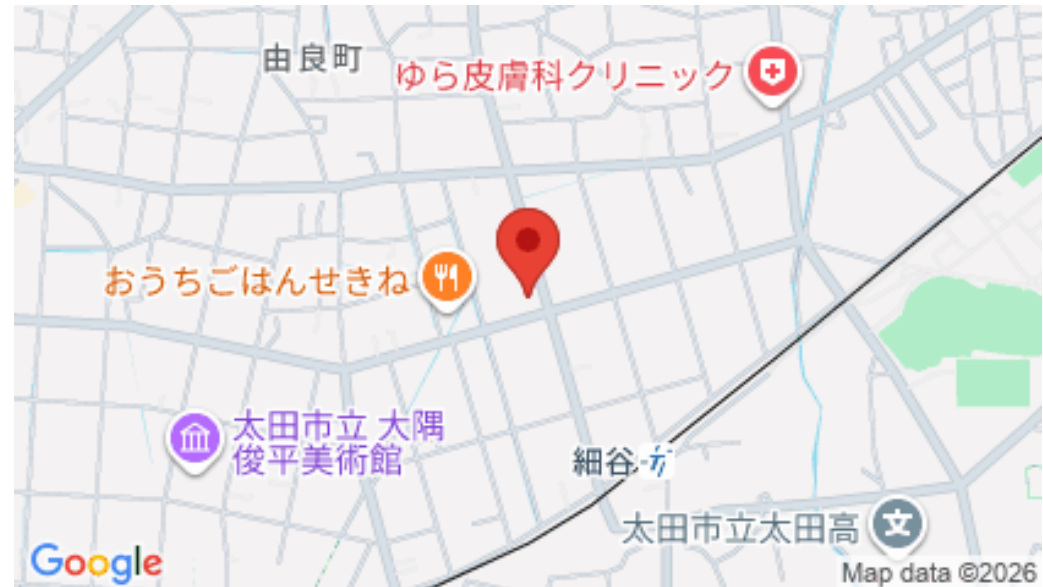 由良町
ゆら皮膚科クリニック
おうちごはんせきね
太田市立 大隅
俊平美術館
細谷
太田市立太田高
Google
Map data ©2026